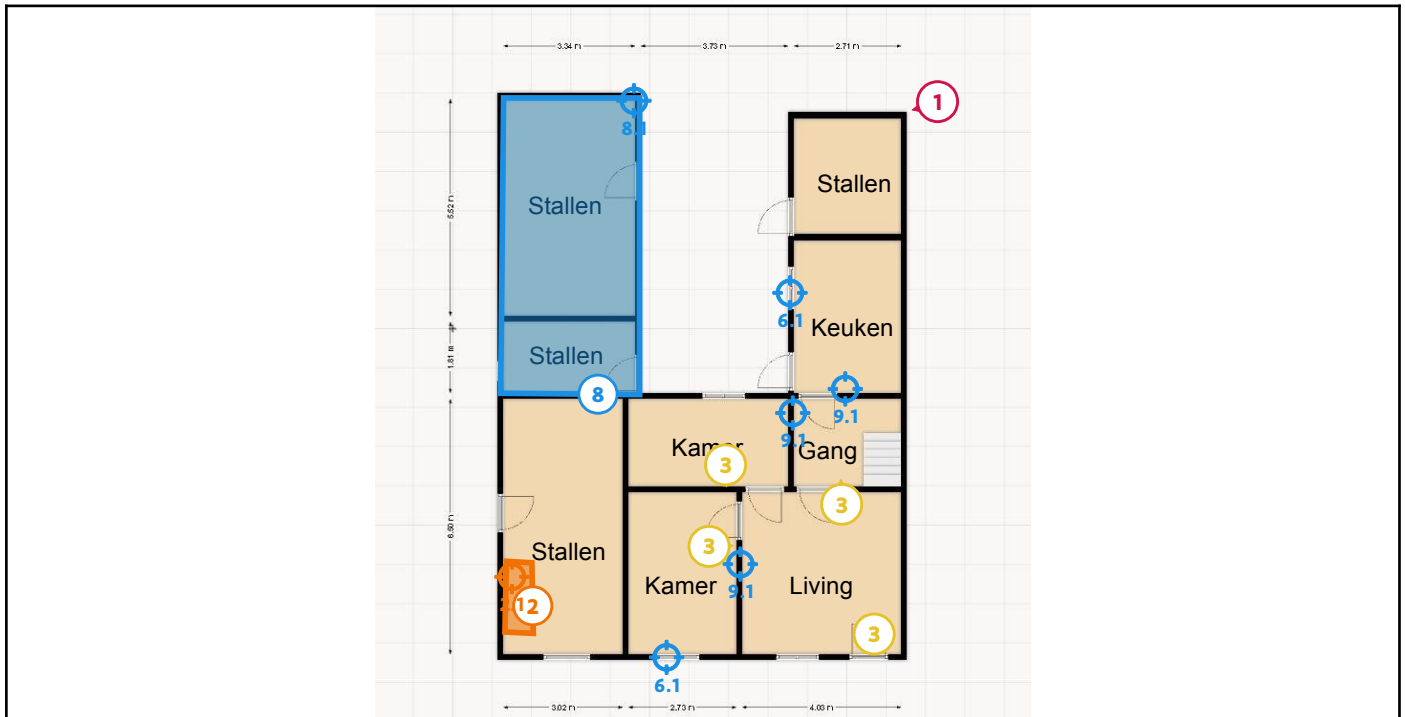 3.34 m 3.73 m 2.71 m
1
8.1
Stallen
Stallen
5.52 m
6.1
Keuken
1.81 m
Stallen
8
9.1
9.1
Kamer
Gang
3
3
6.50 m
3
Stallen
Kamer
9.1
Living
2
3
6.1
3.02 m 2.73 m 4.03 m